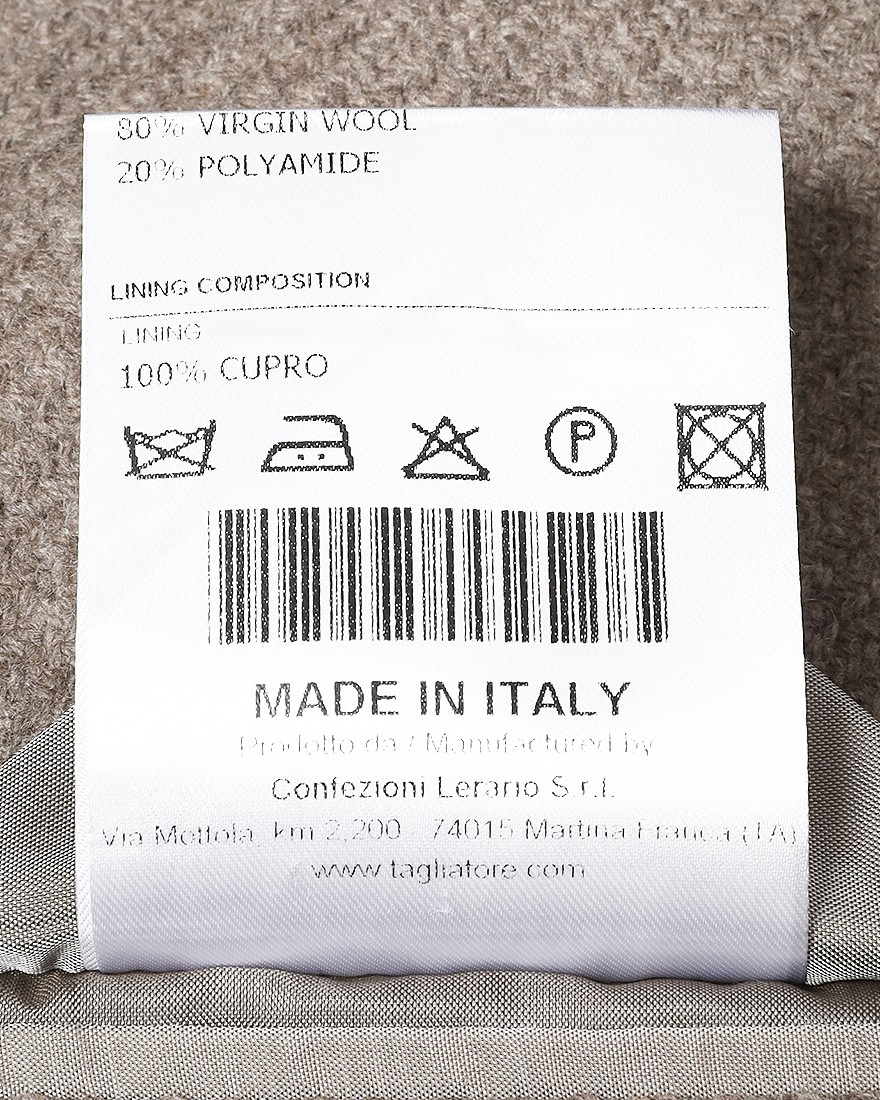 80% VIRGIN WOOL
20% POLYAMIDE
LINING COMPOSITION
LINING
100% CUPRO
P
MADE IN ITALY
Prodotto da / Manufactured by
Confezioni Lerario S.r.l.
Via Mottola, km 2,200 - 74015 Martina Franca (TA)
www.tagliatore.com